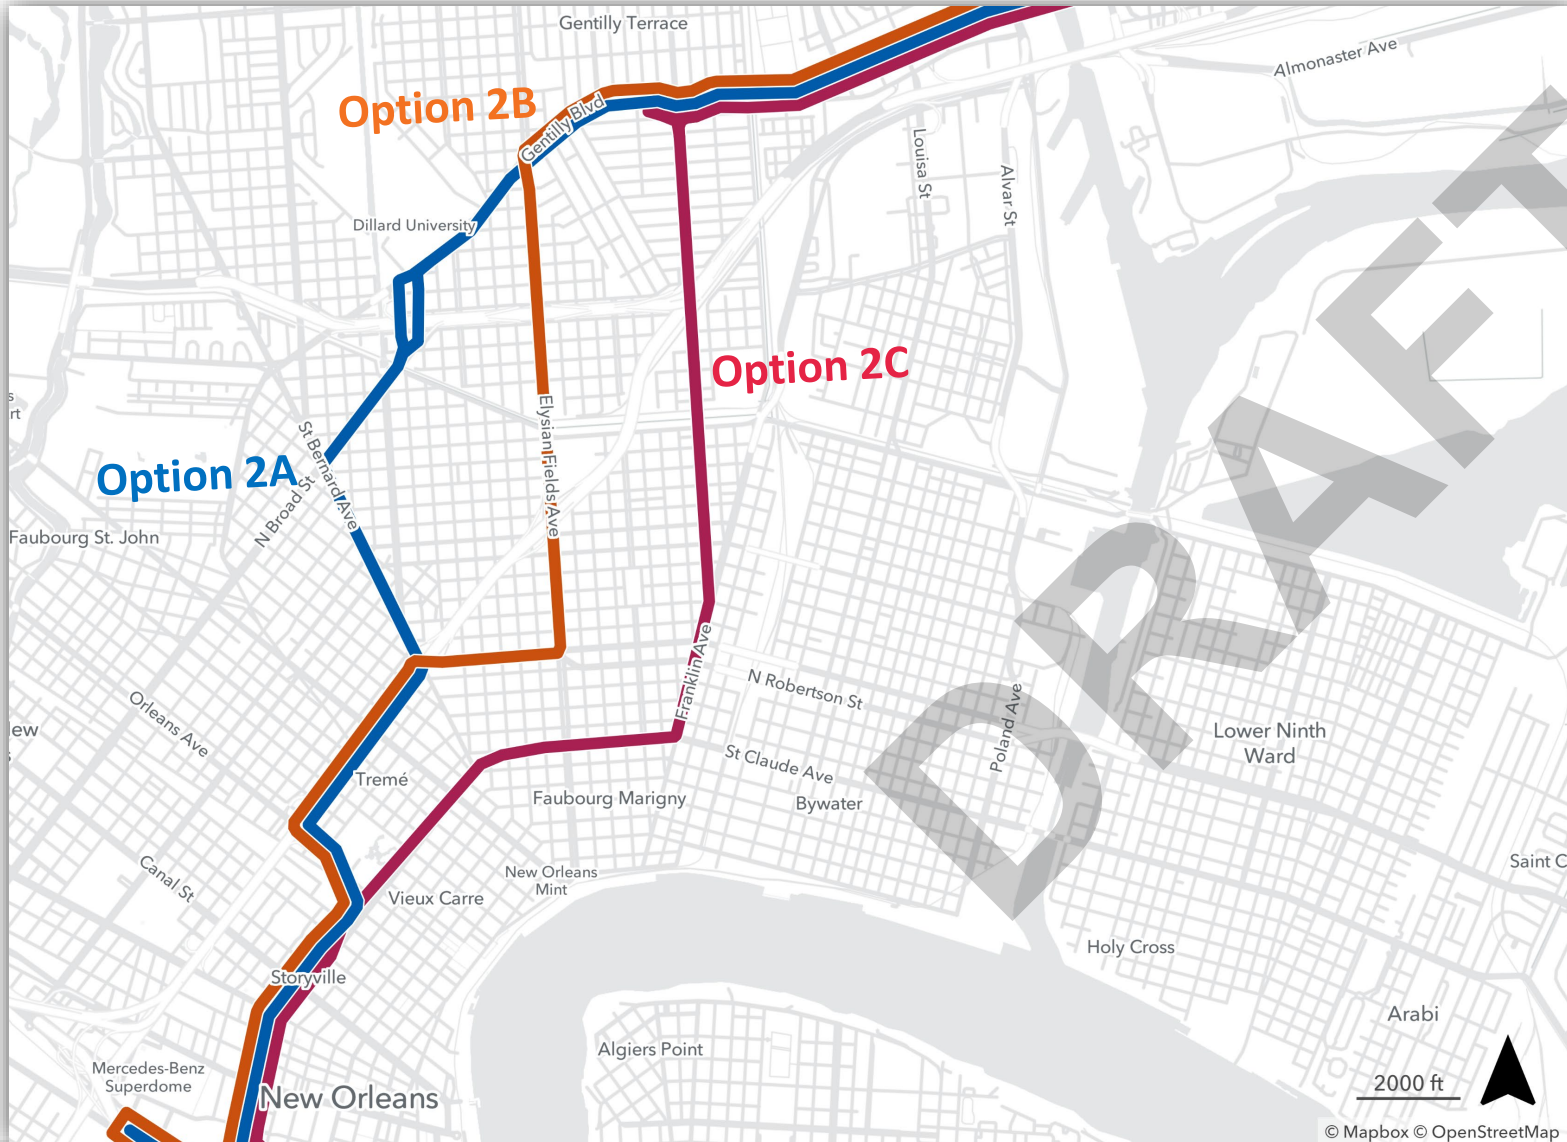 Gentilly Terrace
Almonaster Ave
Option 2B
Gentilly Blvd
Louisa St
Alvar St
Dillard University
Option 2C
Elysian Fields Ave
St Bernard Ave
Option 2A
N Broad St
Faubourg St. John
DRAFT
Franklin Ave
N Robertson St
Poland Ave
Orleans Ave
Lower Ninth
Ward
St Claude Ave
Tremé
Faubourg Marigny
Bywater
Canal St
New Orleans
Mint
Vieux Carre
Saint C
Holy Cross
Storyville
Arabi
Algiers Point
Mercedes-Benz
Superdome
New Orleans
2000 ft
© Mapbox © OpenStreetMap